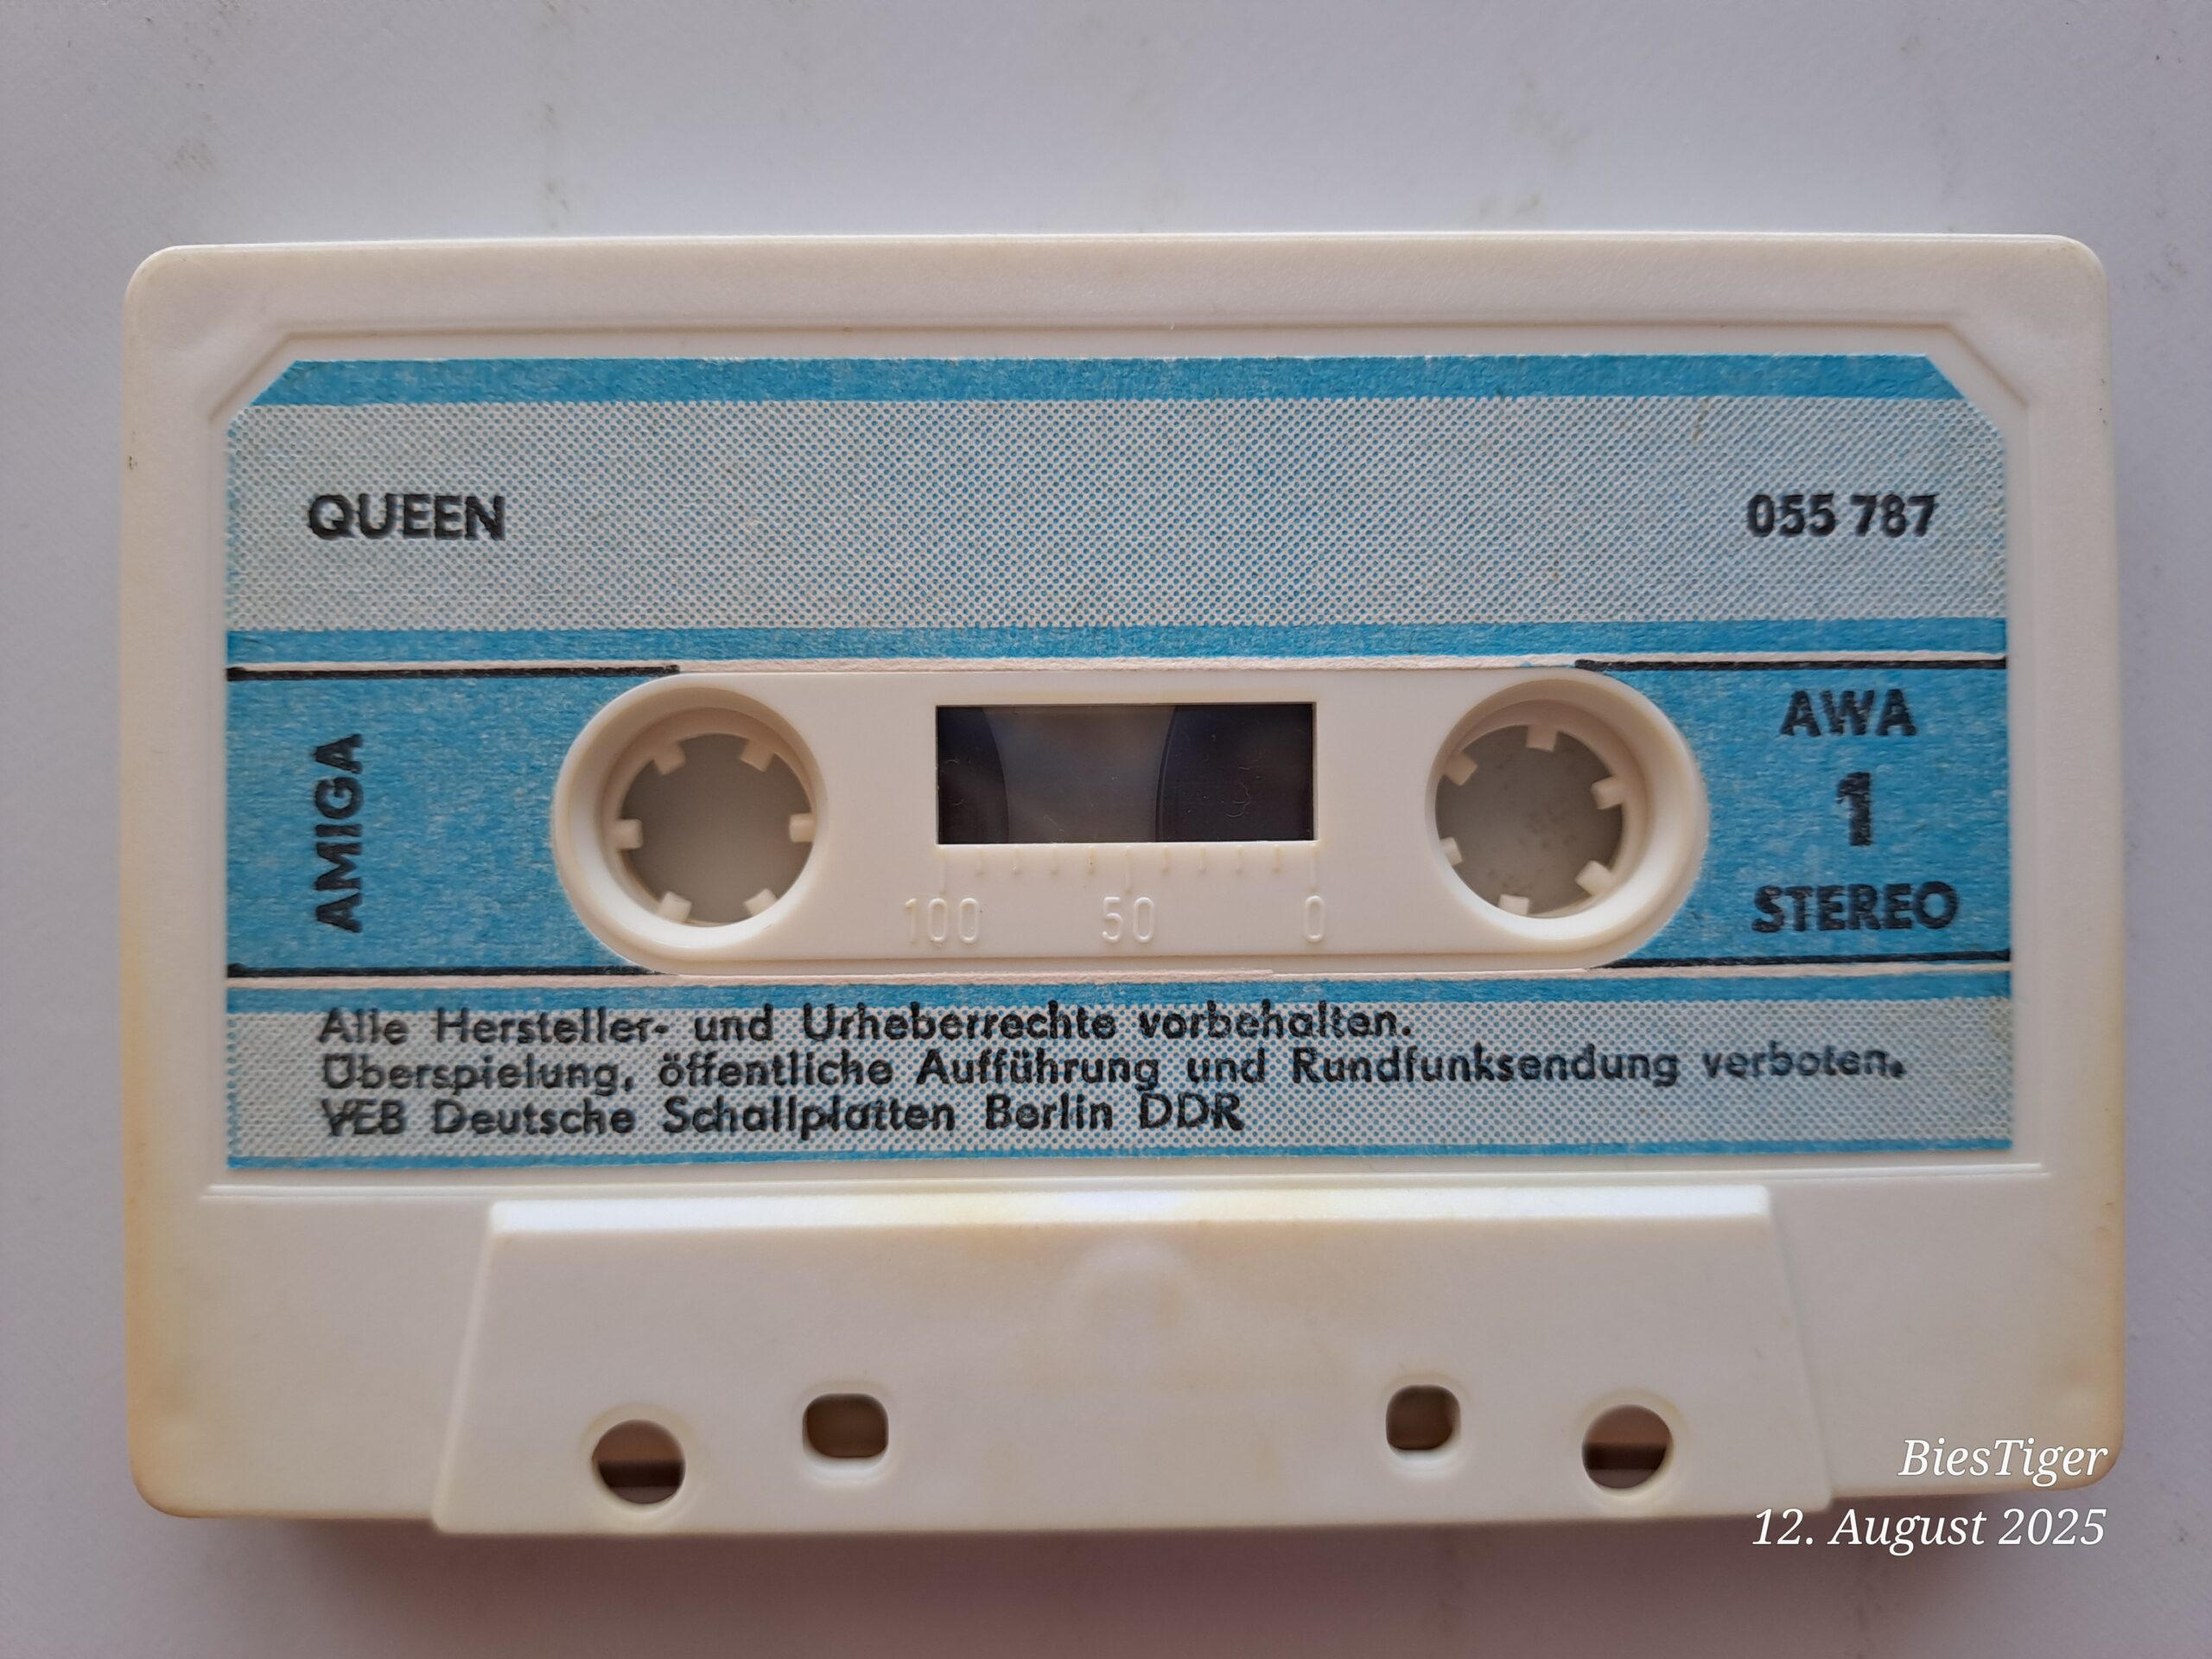 QUEEN
055 787
AMIGA
AWA
1
STEREO
100 50 0
Alle Hersteller- und Urheberrechte vorbehalten.
Überspielung, öffentliche Aufführung und Rundfunksendung verboten.
VEB Deutsche Schallplatten Berlin DDR
BiesTiger
12. August 2025